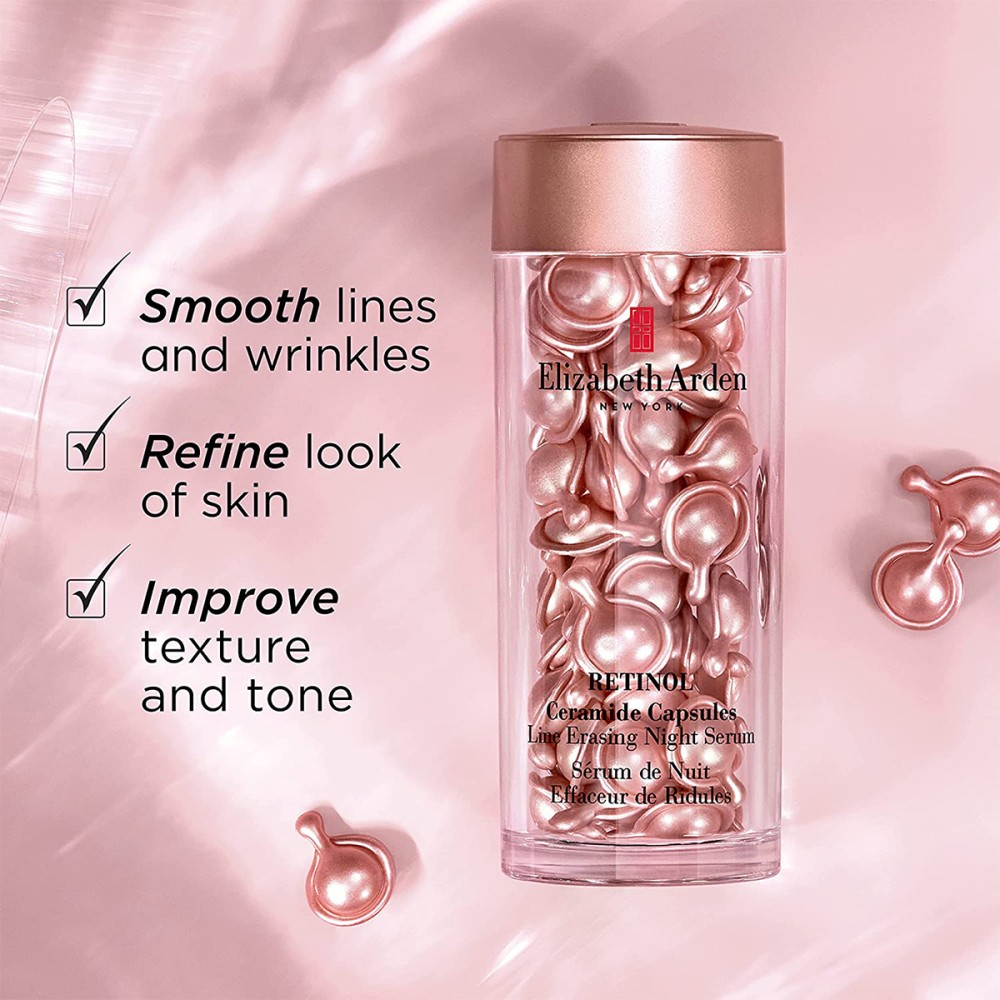 Smooth lines
and wrinkles
Refine look
of skin
Improve
texture
and tone
Elizabeth Arden
NEW YORK
RETINOL
Ceramide Capsules
Line Erasing Night Serum
Sérum de Nuit
Effaceur de Ridules